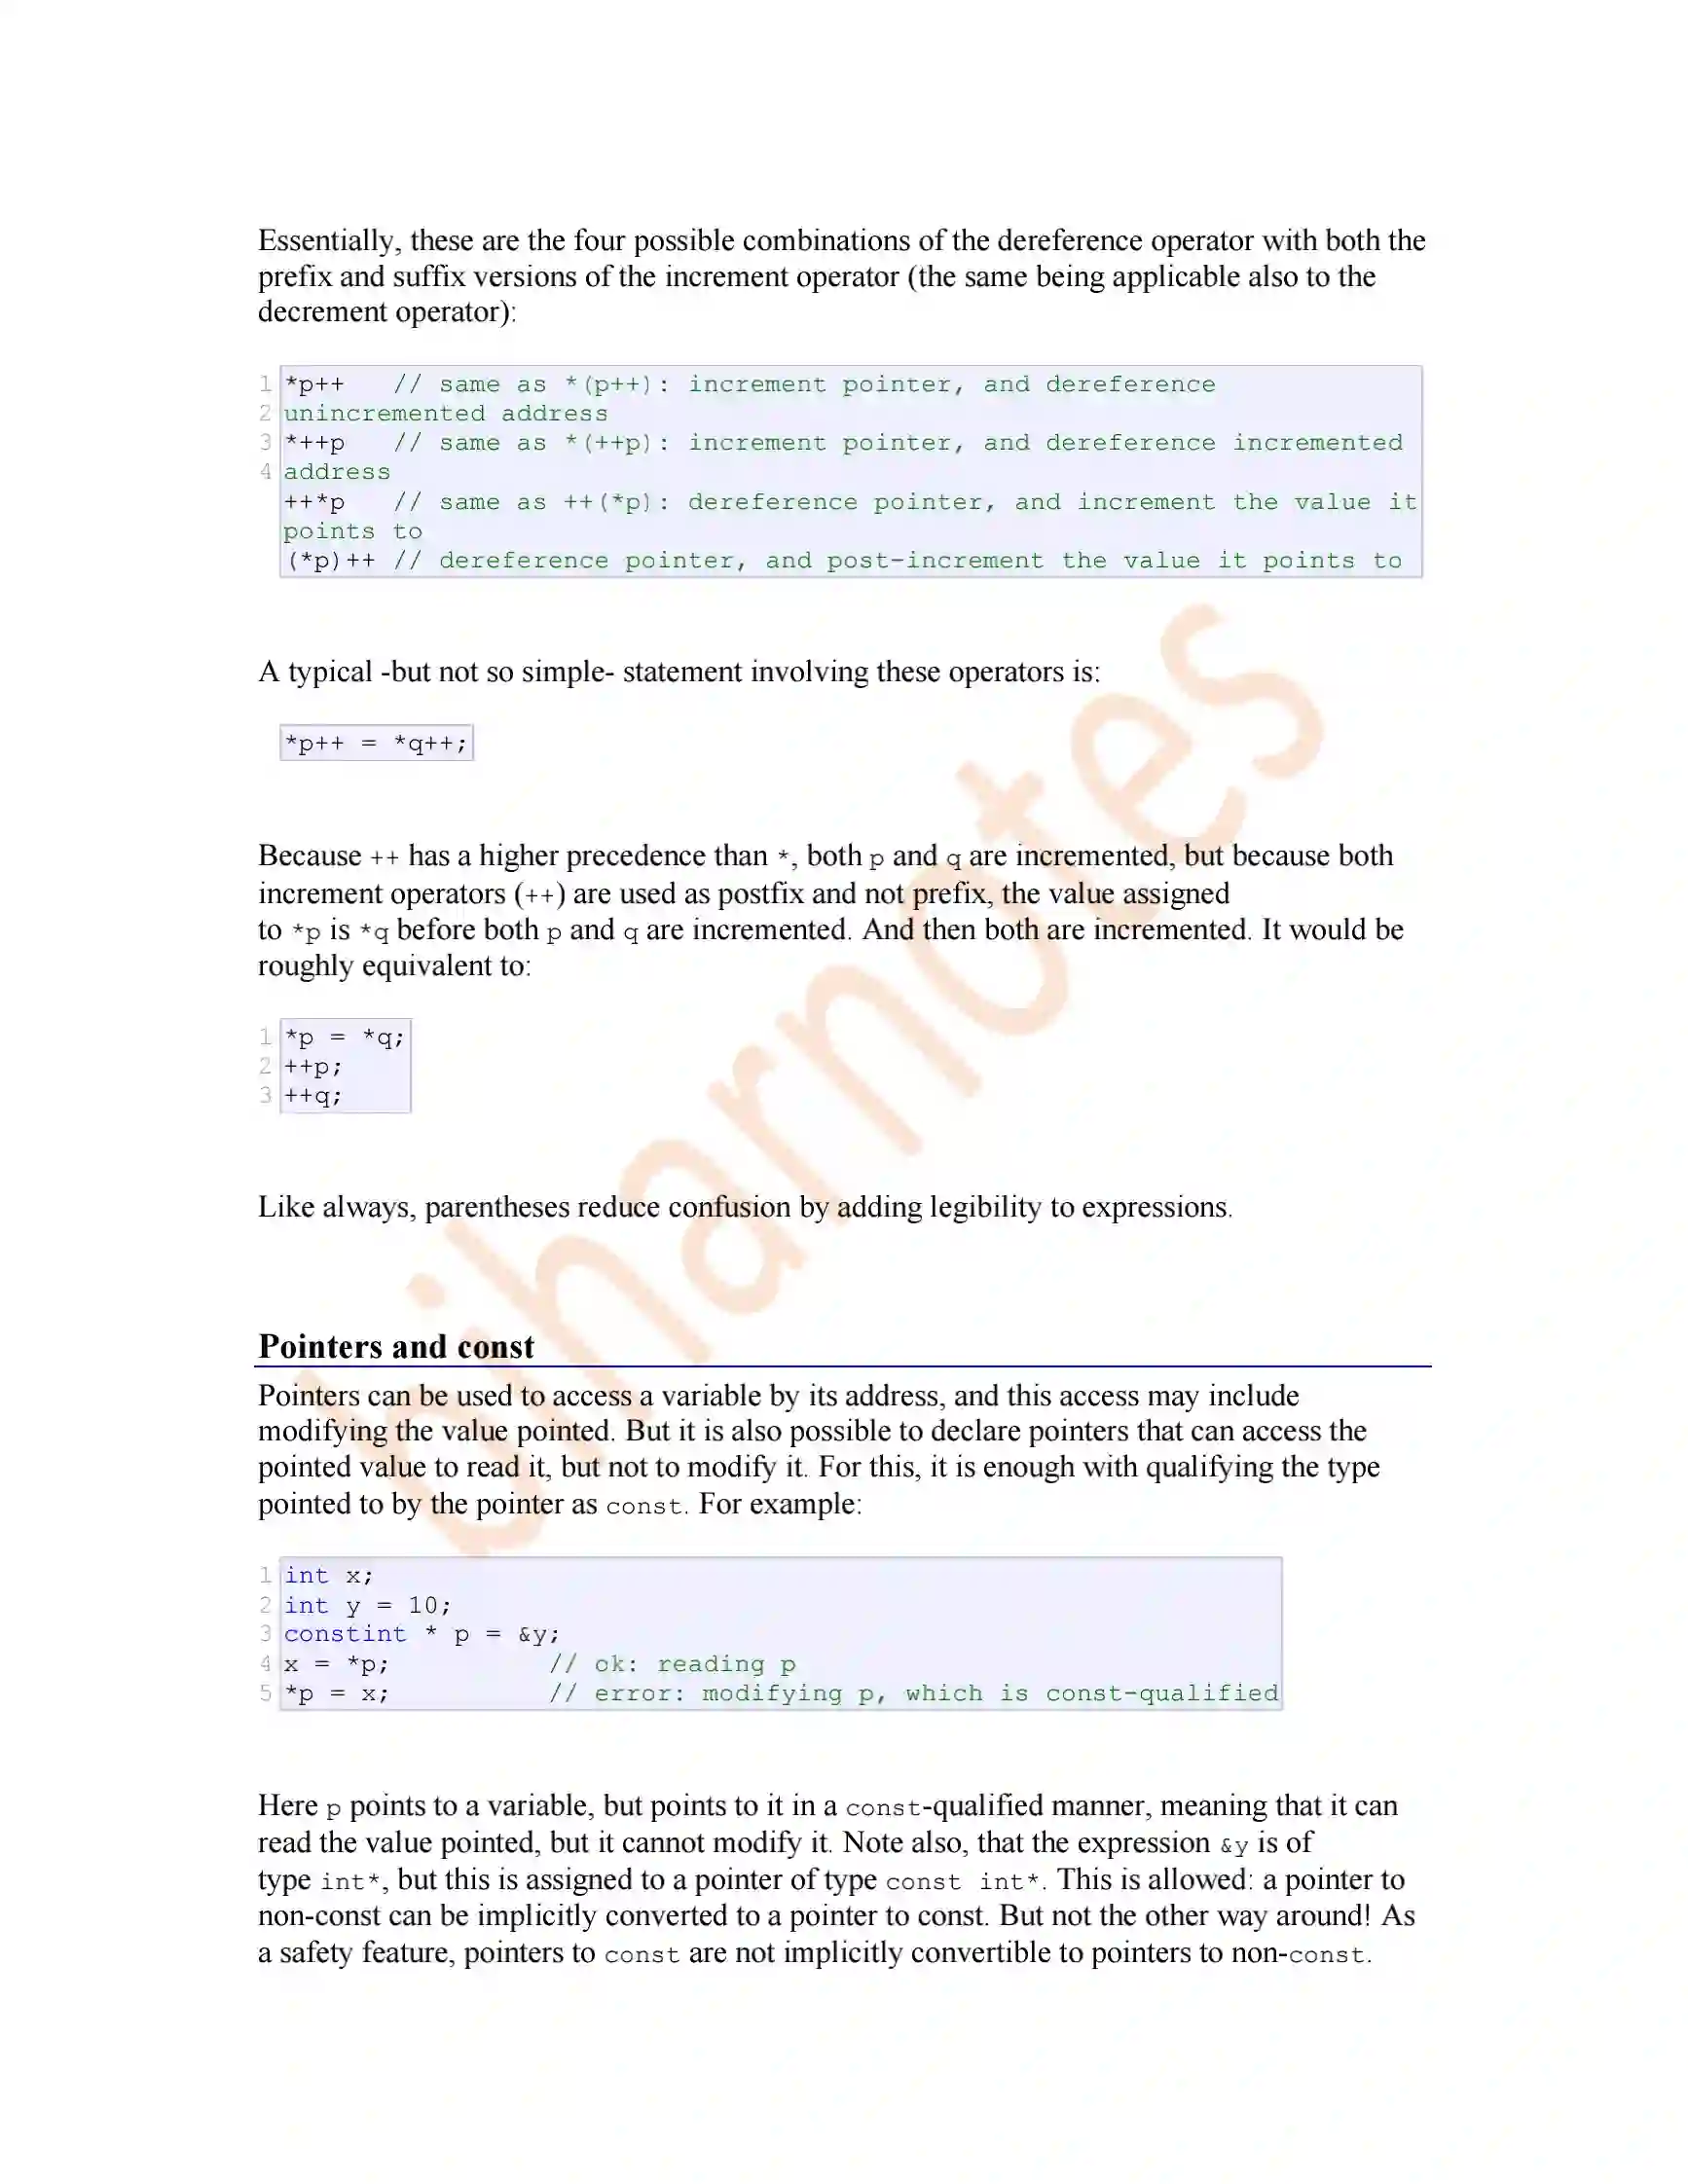 Essentially, these are the four possible combinations of the dereference operator with both the
prefix and suffix versions of the increment operator (the same being applicable also to the
decrement operator):
1 *p++   // same as *(p++): increment pointer, and dereference
2 unincremented address
3 *++p   // same as *(++p): increment pointer, and dereference incremented
4 address
++*p   // same as ++(*p): dereference pointer, and increment the value it
points to
(*p)++ // dereference pointer, and post-increment the value it points to
A typical -but not so simple- statement involving these operators is:
*p++ = *q++;
Because ++ has a higher precedence than *, both p and q are incremented, but because both
increment operators (++) are used as postfix and not prefix, the value assigned
to *p is *q before both p and q are incremented. And then both are incremented. It would be
roughly equivalent to:
1 *p = *q;
2 ++p;
3 ++q;
Like always, parentheses reduce confusion by adding legibility to expressions.
Pointers and const
Pointers can be used to access a variable by its address, and this access may include
modifying the value pointed. But it is also possible to declare pointers that can access the
pointed value to read it, but not to modify it. For this, it is enough with qualifying the type
pointed to by the pointer as const. For example:
1 int x;
2 int y = 10;
3 constint * p = &y;
4 x = *p;          // ok: reading p
5 *p = x;          // error: modifying p, which is const-qualified
Here p points to a variable, but points to it in a const-qualified manner, meaning that it can
read the value pointed, but it cannot modify it. Note also, that the expression &y is of
type int*, but this is assigned to a pointer of type const int*. This is allowed: a pointer to
non-const can be implicitly converted to a pointer to const. But not the other way around! As
a safety feature, pointers to const are not implicitly convertible to pointers to non-const.
biharnotes